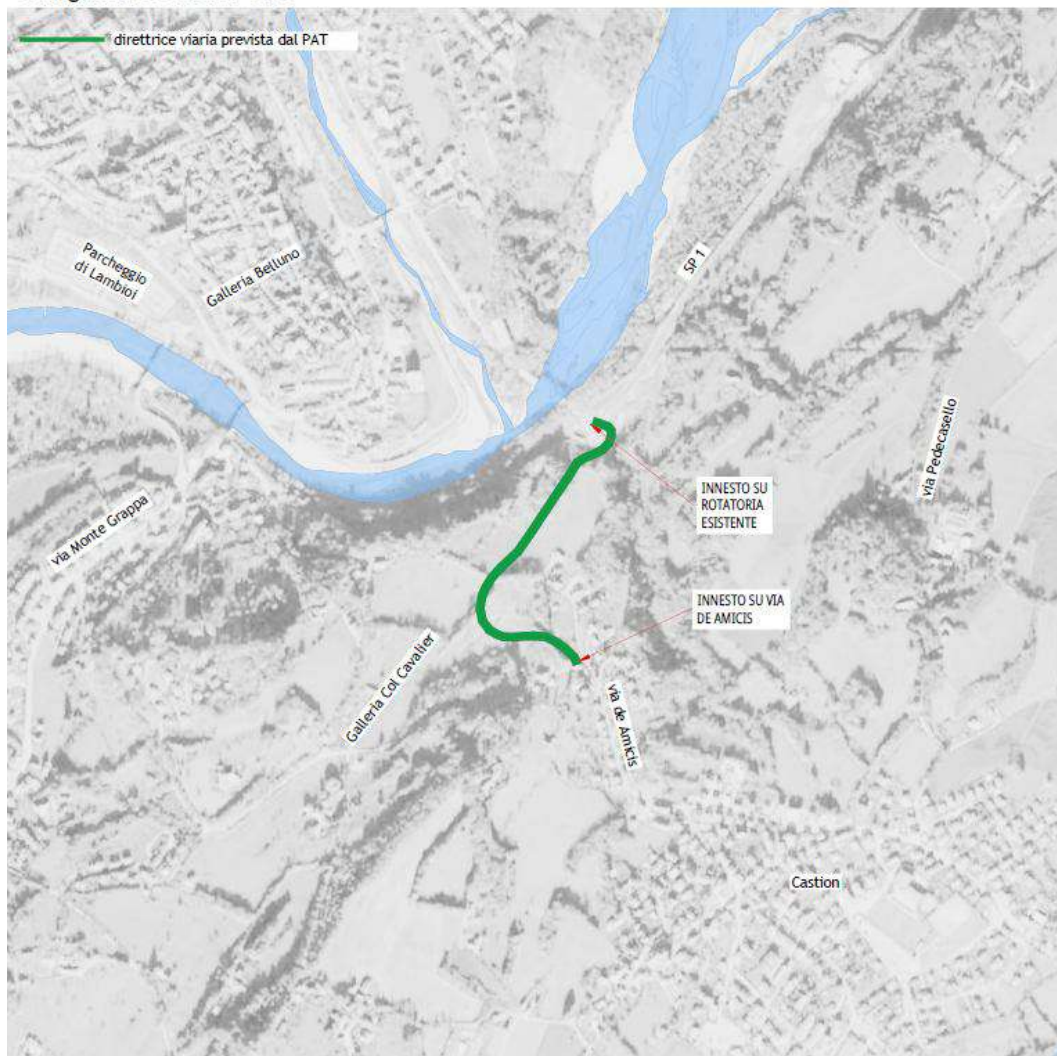 direttrice viaria prevista dal PAT
Parcheggio
di Lambioi
Galleria Belluno
SP 1
via Pedecasello
INNESTO SU
ROTATORIA
ESISTENTE
via Monte Grappa
INNESTO SU VIA
DE AMICIS
Galleria Col Cavalier
via de Amicis
Castion